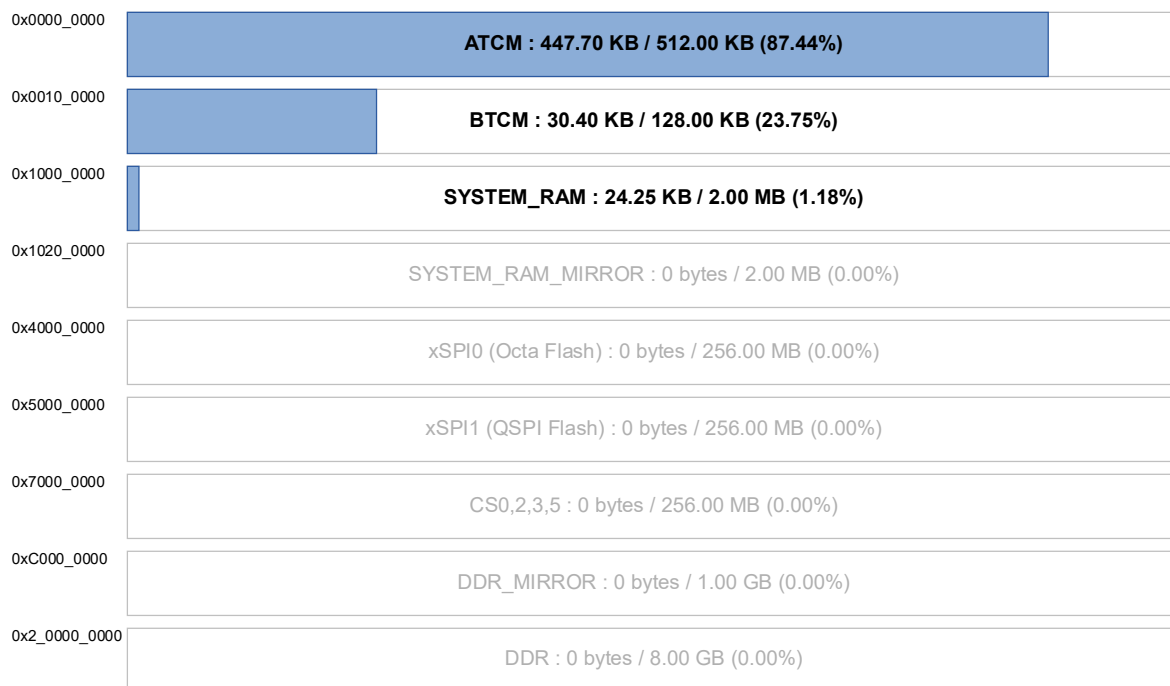 0x0000_0000
ATCM : 447.70 KB / 512.00 KB (87.44%)
0x0010_0000
BTCM : 30.40 KB / 128.00 KB (23.75%)
0x1000_0000
SYSTEM_RAM : 24.25 KB / 2.00 MB (1.18%)
0x1020_0000
SYSTEM_RAM_MIRROR : 0 bytes / 2.00 MB (0.00%)
0x4000_0000
xSPI0 (Octa Flash) : 0 bytes / 256.00 MB (0.00%)
0x5000_0000
xSPI1 (QSPI Flash) : 0 bytes / 256.00 MB (0.00%)
0x7000_0000
CS0,2,3,5 : 0 bytes / 256.00 MB (0.00%)
0xC000_0000
DDR_MIRROR : 0 bytes / 1.00 GB (0.00%)
0x2_0000_0000
DDR : 0 bytes / 8.00 GB (0.00%)